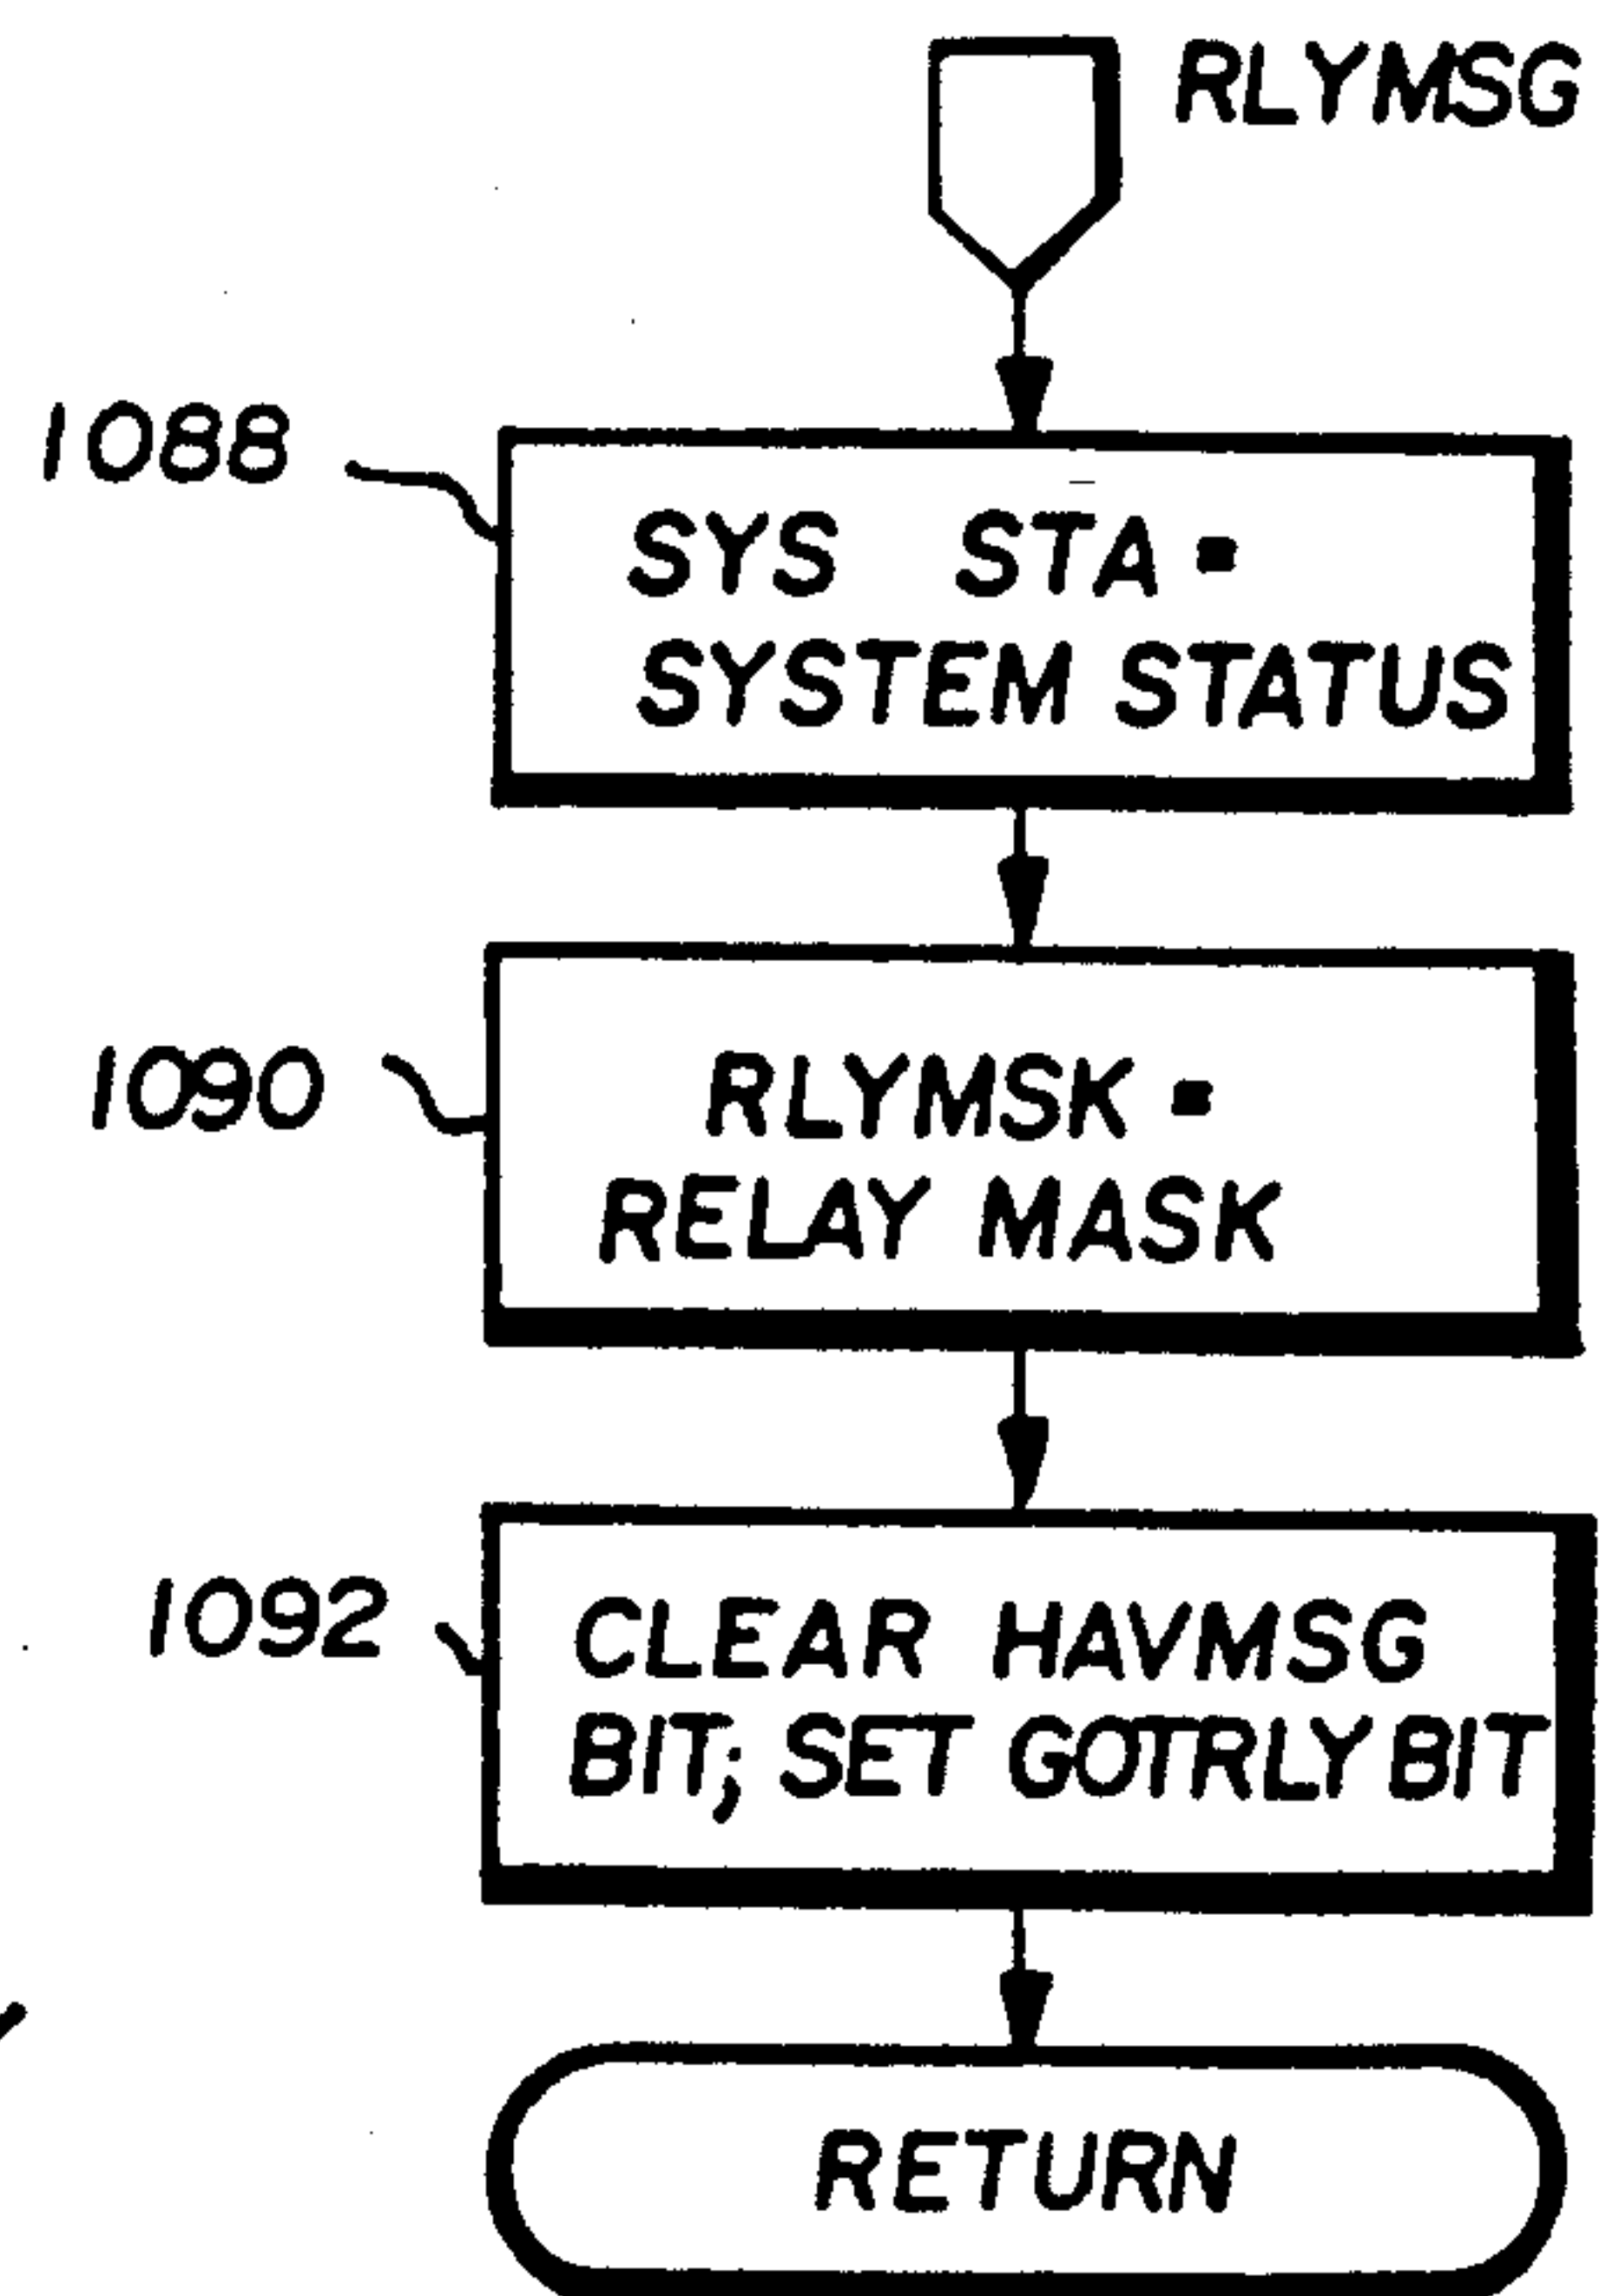 RLYMSG
1088
SYS STA▪
SYSTEM STATUS
1090
RLYMSK▪
RELAY MASK
1092
CLEAR HAVMSG
BIT; SET GOTRLY BIT
RETURN